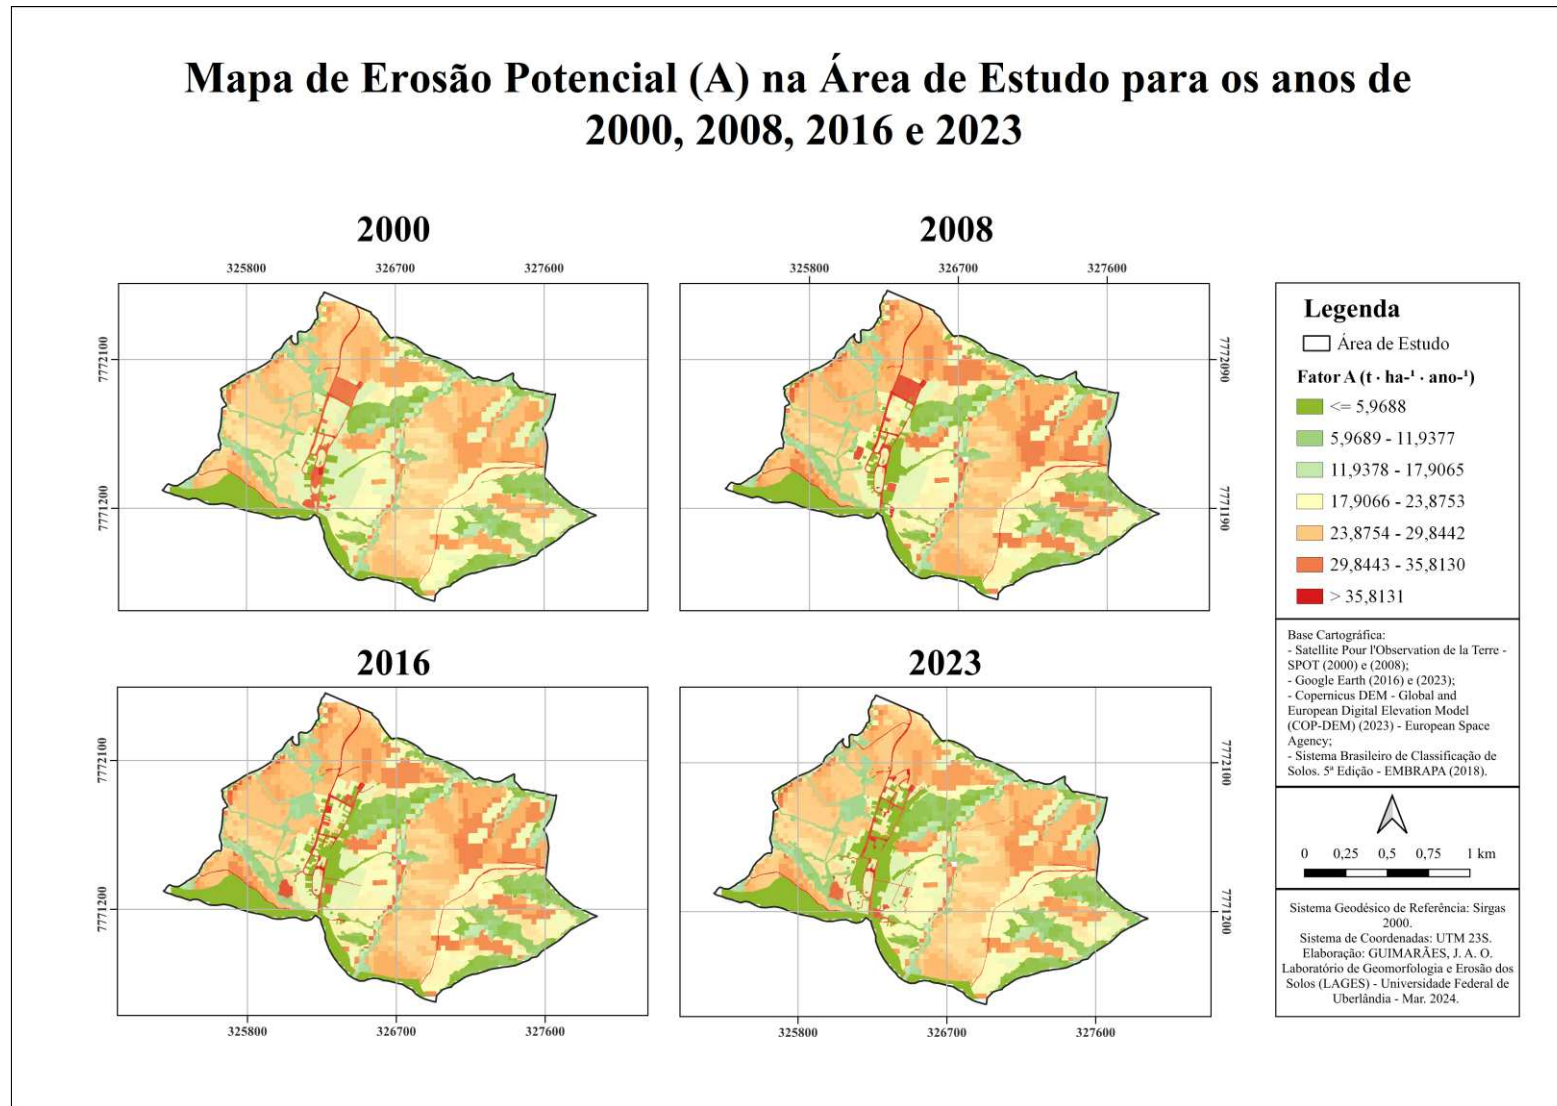 Mapa de Erosão Potencial (A) na Área de Estudo para os anos de
2000, 2008, 2016 e 2023
2000
325800
326700
327600
7772100
7771200
2008
325800
326700
327600
7772090
7771190
2016
7772100
7771200
325800
326700
327600
2023
7772100
7771200
325800
326700
327600
Legenda
Área de Estudo
Fator A (t · ha-¹ · ano-¹)
<= 5,9688
5,9689 - 11,9377
11,9378 - 17,9065
17,9066 - 23,8753
23,8754 - 29,8442
29,8443 - 35,8130
> 35,8131
Base Cartográfica:
- Satellite Pour l'Observation de la Terre -
SPOT (2000) e (2008);
- Google Earth (2016) e (2023);
- Copernicus DEM - Global and
European Digital Elevation Model
(COP-DEM) (2023) - European Space
Agency;
- Sistema Brasileiro de Classificação de
Solos. 5ª Edição - EMBRAPA (2018).
0 0,25 0,5 0,75 1 km
Sistema Geodésico de Referência: Sirgas
2000.
Sistema de Coordenadas: UTM 23S.
Elaboração: GUIMARÃES, J. A. O.
Laboratório de Geomorfologia e Erosão dos
Solos (LAGES) - Universidade Federal de
Uberlândia - Mar. 2024.